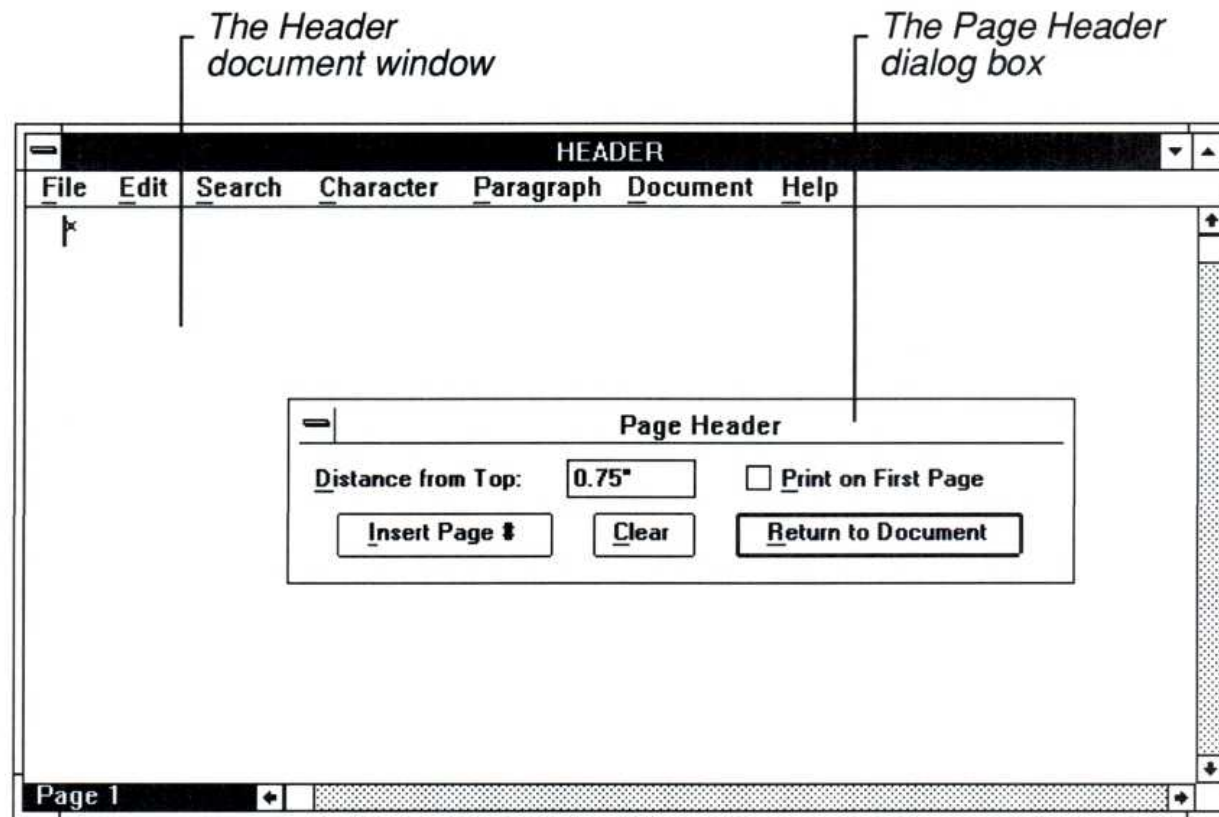 The Header
document window
The Page Header
dialog box
HEADER
File Edit Search Character Paragraph Document Help
Page Header
Distance from Top: 0.75" Print on First Page
Insert Page # Clear Return to Document
Page 1